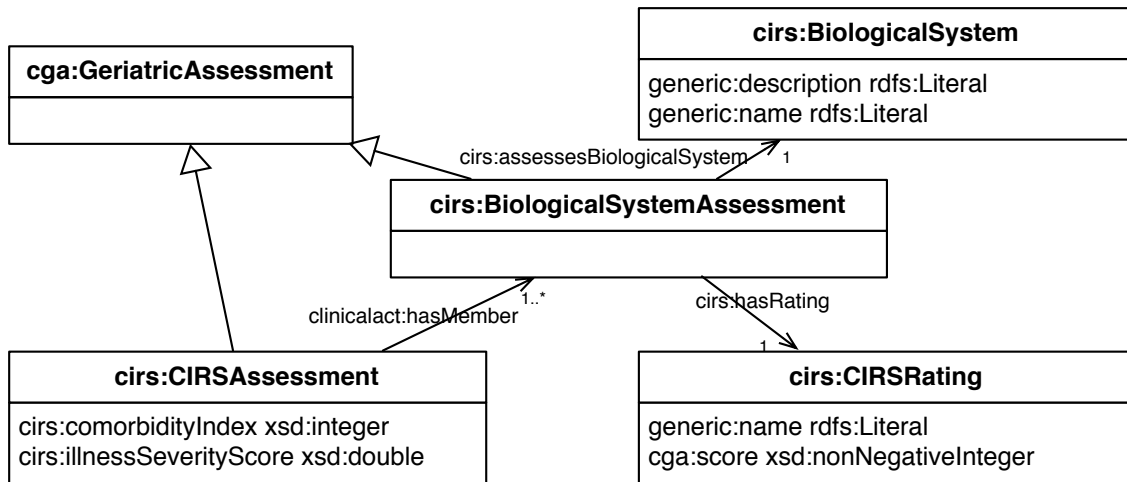 cirs:BiologicalSystem
generic:description rdfs:Literal
generic:name rdfs:Literal
cga:GeriatricAssessment
cirs:assessesBiologicalSystem
1
cirs:BiologicalSystemAssessment
1..*
clinicalact:hasMember
cirs:hasRating
1
cirs:CIRSAssessment
cirs:comorbidityIndex xsd:integer
cirs:illnessSeverityScore xsd:double
cirs:CIRSRating
generic:name rdfs:Literal
cga:score xsd:nonNegativeInteger